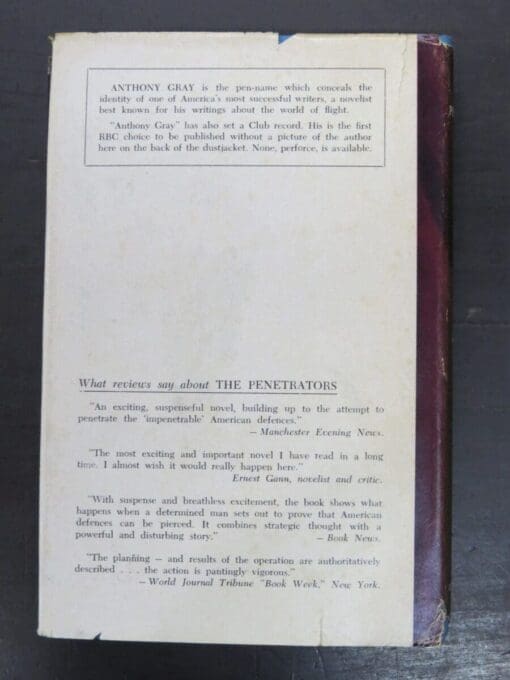 ANTHONY GRAY is the pen-name which conceals the
identity of one of America's most successful writers, a novelist
best known for his writings about the world of flight.
"Anthony Gray" has also set a Club record. His is the first
RBC choice to be published without a picture of the author
here on the back of the dustjacket. None, perforce, is available.
What reviews say about THE PENETRATORS
"An exciting, suspenseful novel, building up to the attempt to
penetrate the 'impenetrable' American defences."
— Manchester Evening News.
"The most exciting and important novel I have read in a long
time. I almost wish it would really happen here."
Ernest Gann, novelist and critic.
"With suspense and breathless excitement, the book shows what
happens when a determined man sets out to prove that American
defences can be pierced. It combines strategic thought with a
powerful and disturbing story." — Book News.
"The planning — and results of the operation are authoritatively
described . . . the action is pantingly vigorous."
— World Journal Tribune "Book Week," New York.